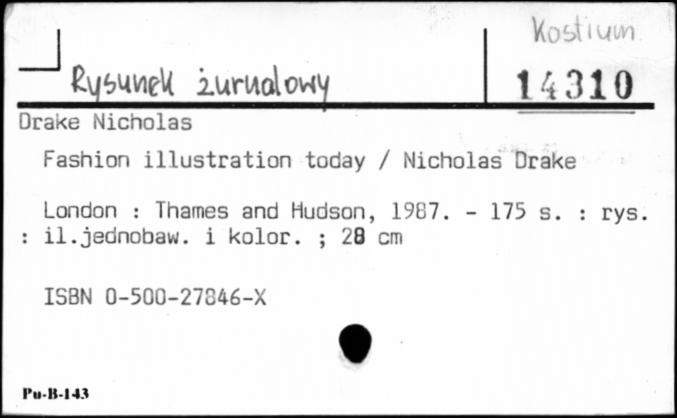 Kostium
Rysunek żurnalowy
14310
Drake Nicholas
Fashion illustration today / Nicholas Drake
London : Thames and Hudson, 1987. - 175 s. : rys.
: il.jednobaw. i kolor. ; 28 cm
ISBN 0-500-27846-X
Pu-B-143